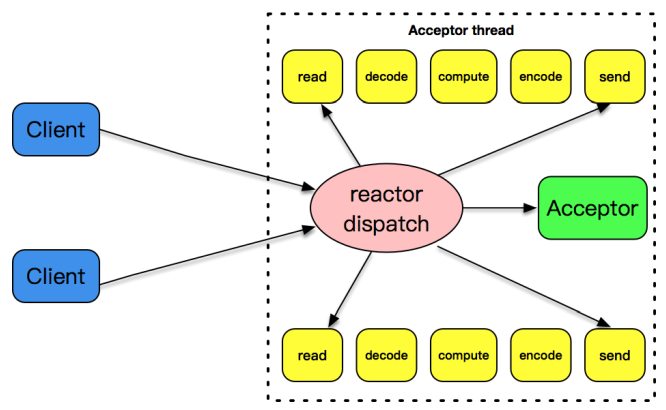 Acceptor thread
read
decode
compute
encode
send
Client
reactor
dispatch
Acceptor
Client
read
decode
compute
encode
send